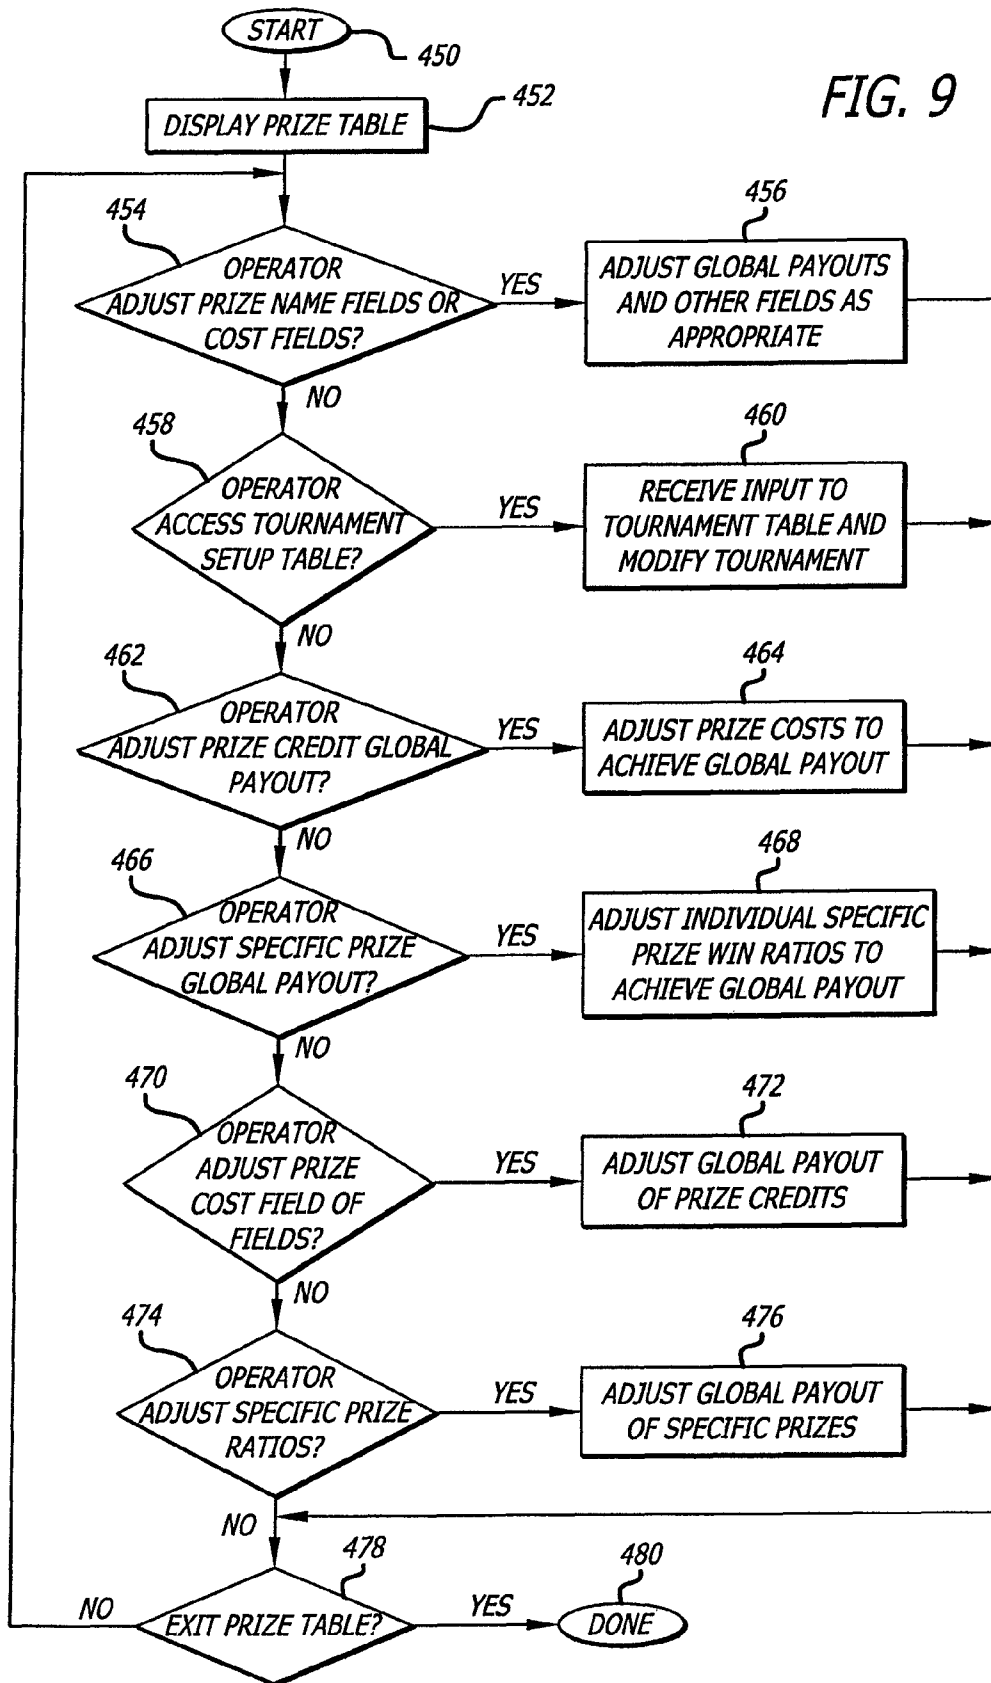 START
450
FIG. 9
452
DISPLAY PRIZE TABLE
454
OPERATOR
ADJUST PRIZE NAME FIELDS OR
COST FIELDS?
YES
456
ADJUST GLOBAL PAYOUTS
AND OTHER FIELDS AS
APPROPRIATE
NO
458
OPERATOR
ACCESS TOURNAMENT
SETUP TABLE?
YES
460
RECEIVE INPUT TO
TOURNAMENT TABLE AND
MODIFY TOURNAMENT
NO
462
OPERATOR
ADJUST PRIZE CREDIT GLOBAL
PAYOUT?
YES
464
ADJUST PRIZE COSTS TO
ACHIEVE GLOBAL PAYOUT
NO
466
OPERATOR
ADJUST SPECIFIC PRIZE
GLOBAL PAYOUT?
YES
468
ADJUST INDIVIDUAL SPECIFIC
PRIZE WIN RATIOS TO
ACHIEVE GLOBAL PAYOUT
NO
470
OPERATOR
ADJUST PRIZE
COST FIELD OF
FIELDS?
YES
472
ADJUST GLOBAL PAYOUT
OF PRIZE CREDITS
NO
474
OPERATOR
ADJUST SPECIFIC PRIZE
RATIOS?
YES
476
ADJUST GLOBAL PAYOUT
OF SPECIFIC PRIZES
NO
478
EXIT PRIZE TABLE?
NO
YES
480
DONE